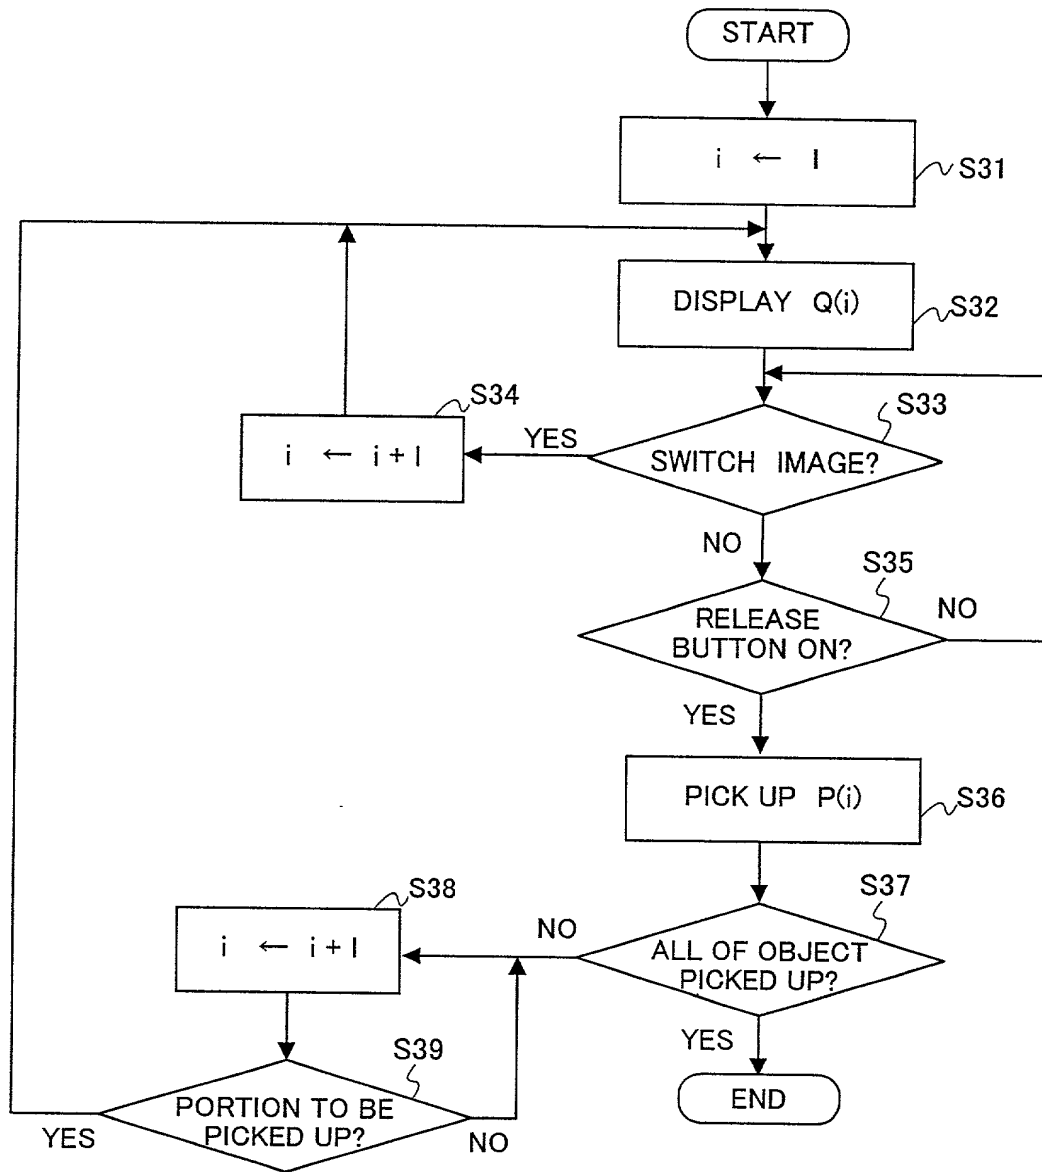 START
i ← 1
S31
DISPLAY Q(i)
S32
S34
i ← i + 1
YES
S33
SWITCH IMAGE?
NO
S35
RELEASE
BUTTON ON?
NO
YES
PICK UP P(i)
S36
S37
ALL OF OBJECT
PICKED UP?
NO
YES
END
S38
i ← i + 1
S39
PORTION TO BE
PICKED UP?
YES
NO